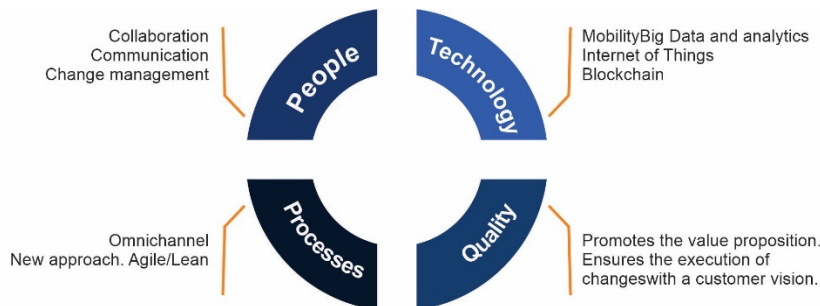 Collaboration
Communication
Change management
People
Technology
MobilityBig Data and analytics
Internet of Things
Blockchain
Omnichannel
New approach. Agile/Lean
Processes
Quality
Promotes the value proposition.
Ensures the execution of
changeswith a customer vision.